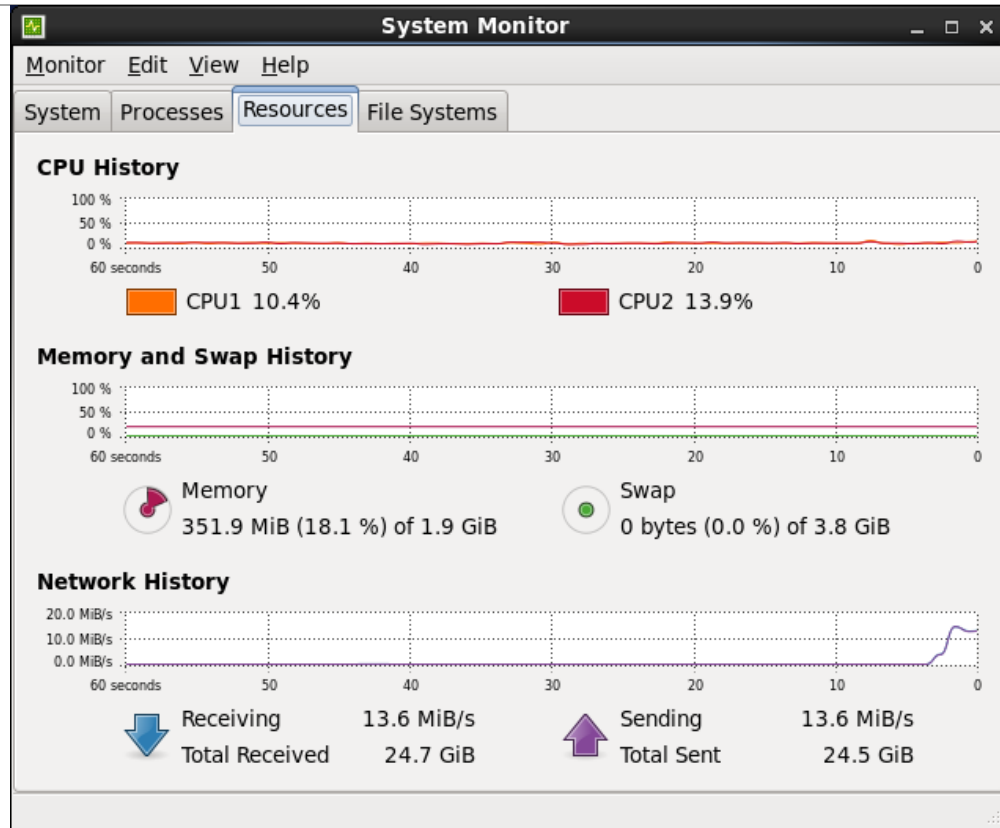 System Monitor
Monitor Edit View Help
System Processes Resources File Systems
CPU History
100 %
50 %
0 %
60 seconds 50 40 30 20 10 0
CPU1 10.4% CPU2 13.9%
Memory and Swap History
100 %
50 %
0 %
60 seconds 50 40 30 20 10 0
Memory Swap
351.9 MiB (18.1 %) of 1.9 GiB 0 bytes (0.0 %) of 3.8 GiB
Network History
20.0 MiB/s
10.0 MiB/s
0.0 MiB/s
60 seconds 50 40 30 20 10 0
Receiving 13.6 MiB/s Sending 13.6 MiB/s
Total Received 24.7 GiB Total Sent 24.5 GiB